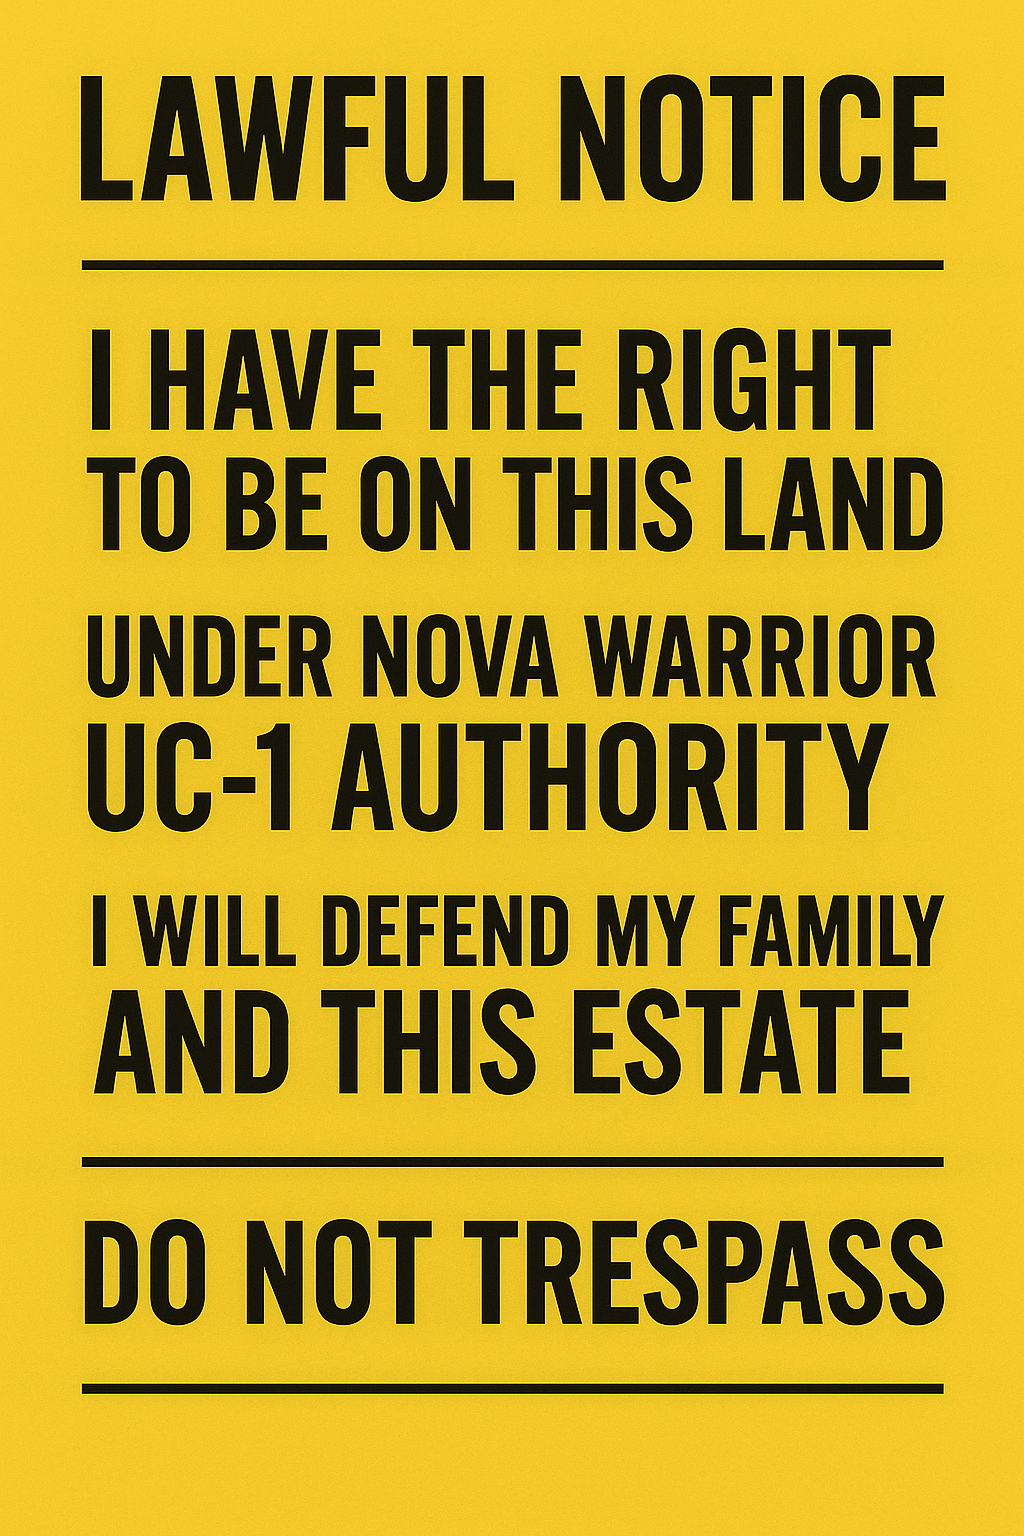 LAWFUL NOTICE
I HAVE THE RIGHT
TO BE ON THIS LAND
UNDER NOVA WARRIOR
UC-1 AUTHORITY
I WILL DEFEND MY FAMILY
AND THIS ESTATE
DO NOT TRESPASS